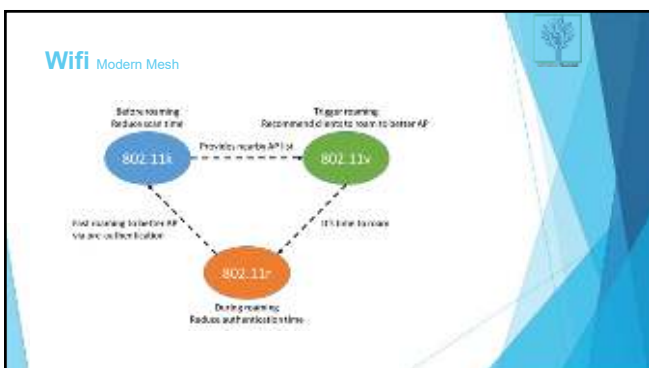 Wifi Modern Mesh
Before roaming
Reduce scan time
Trigger roaming
Recommend clients to roam to better AP
802.11k
Provides nearby AP list
802.11v
Fast roaming to better AP
via pre-authentication
It's time to roam
802.11r
During roaming
Reduce authentication time